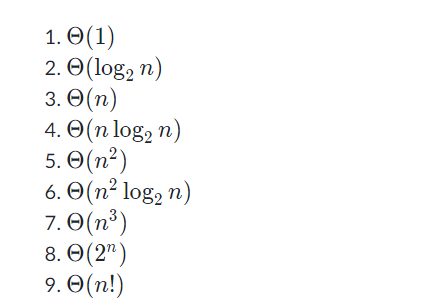 1. Θ(1)
2. Θ(log₂ n)
3. Θ(n)
4. Θ(n log₂ n)
5. Θ(n²)
6. Θ(n² log₂ n)
7. Θ(n³)
8. Θ(2ⁿ)
9. Θ(n!)